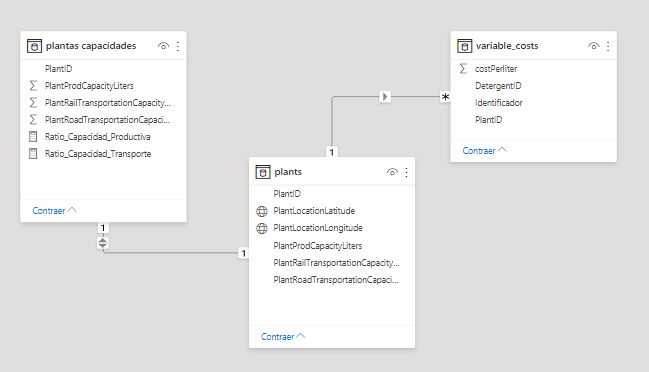 plantas capacidades
PlantID
PlantProdCapacityLiters
PlantRailTransportationCapacity...
PlantRoadTransportationCapaci...
Ratio_Capacidad_Productiva
Ratio_Capacidad_Transporte
Contraer
variable_costs
costPerliter
DetergentID
Identificador
PlantID
Contraer
1
*
1
1
plants
PlantID
PlantLocationLatitude
PlantLocationLongitude
PlantProdCapacityLiters
PlantRailTransportationCapacity...
PlantRoadTransportationCapaci...
Contraer